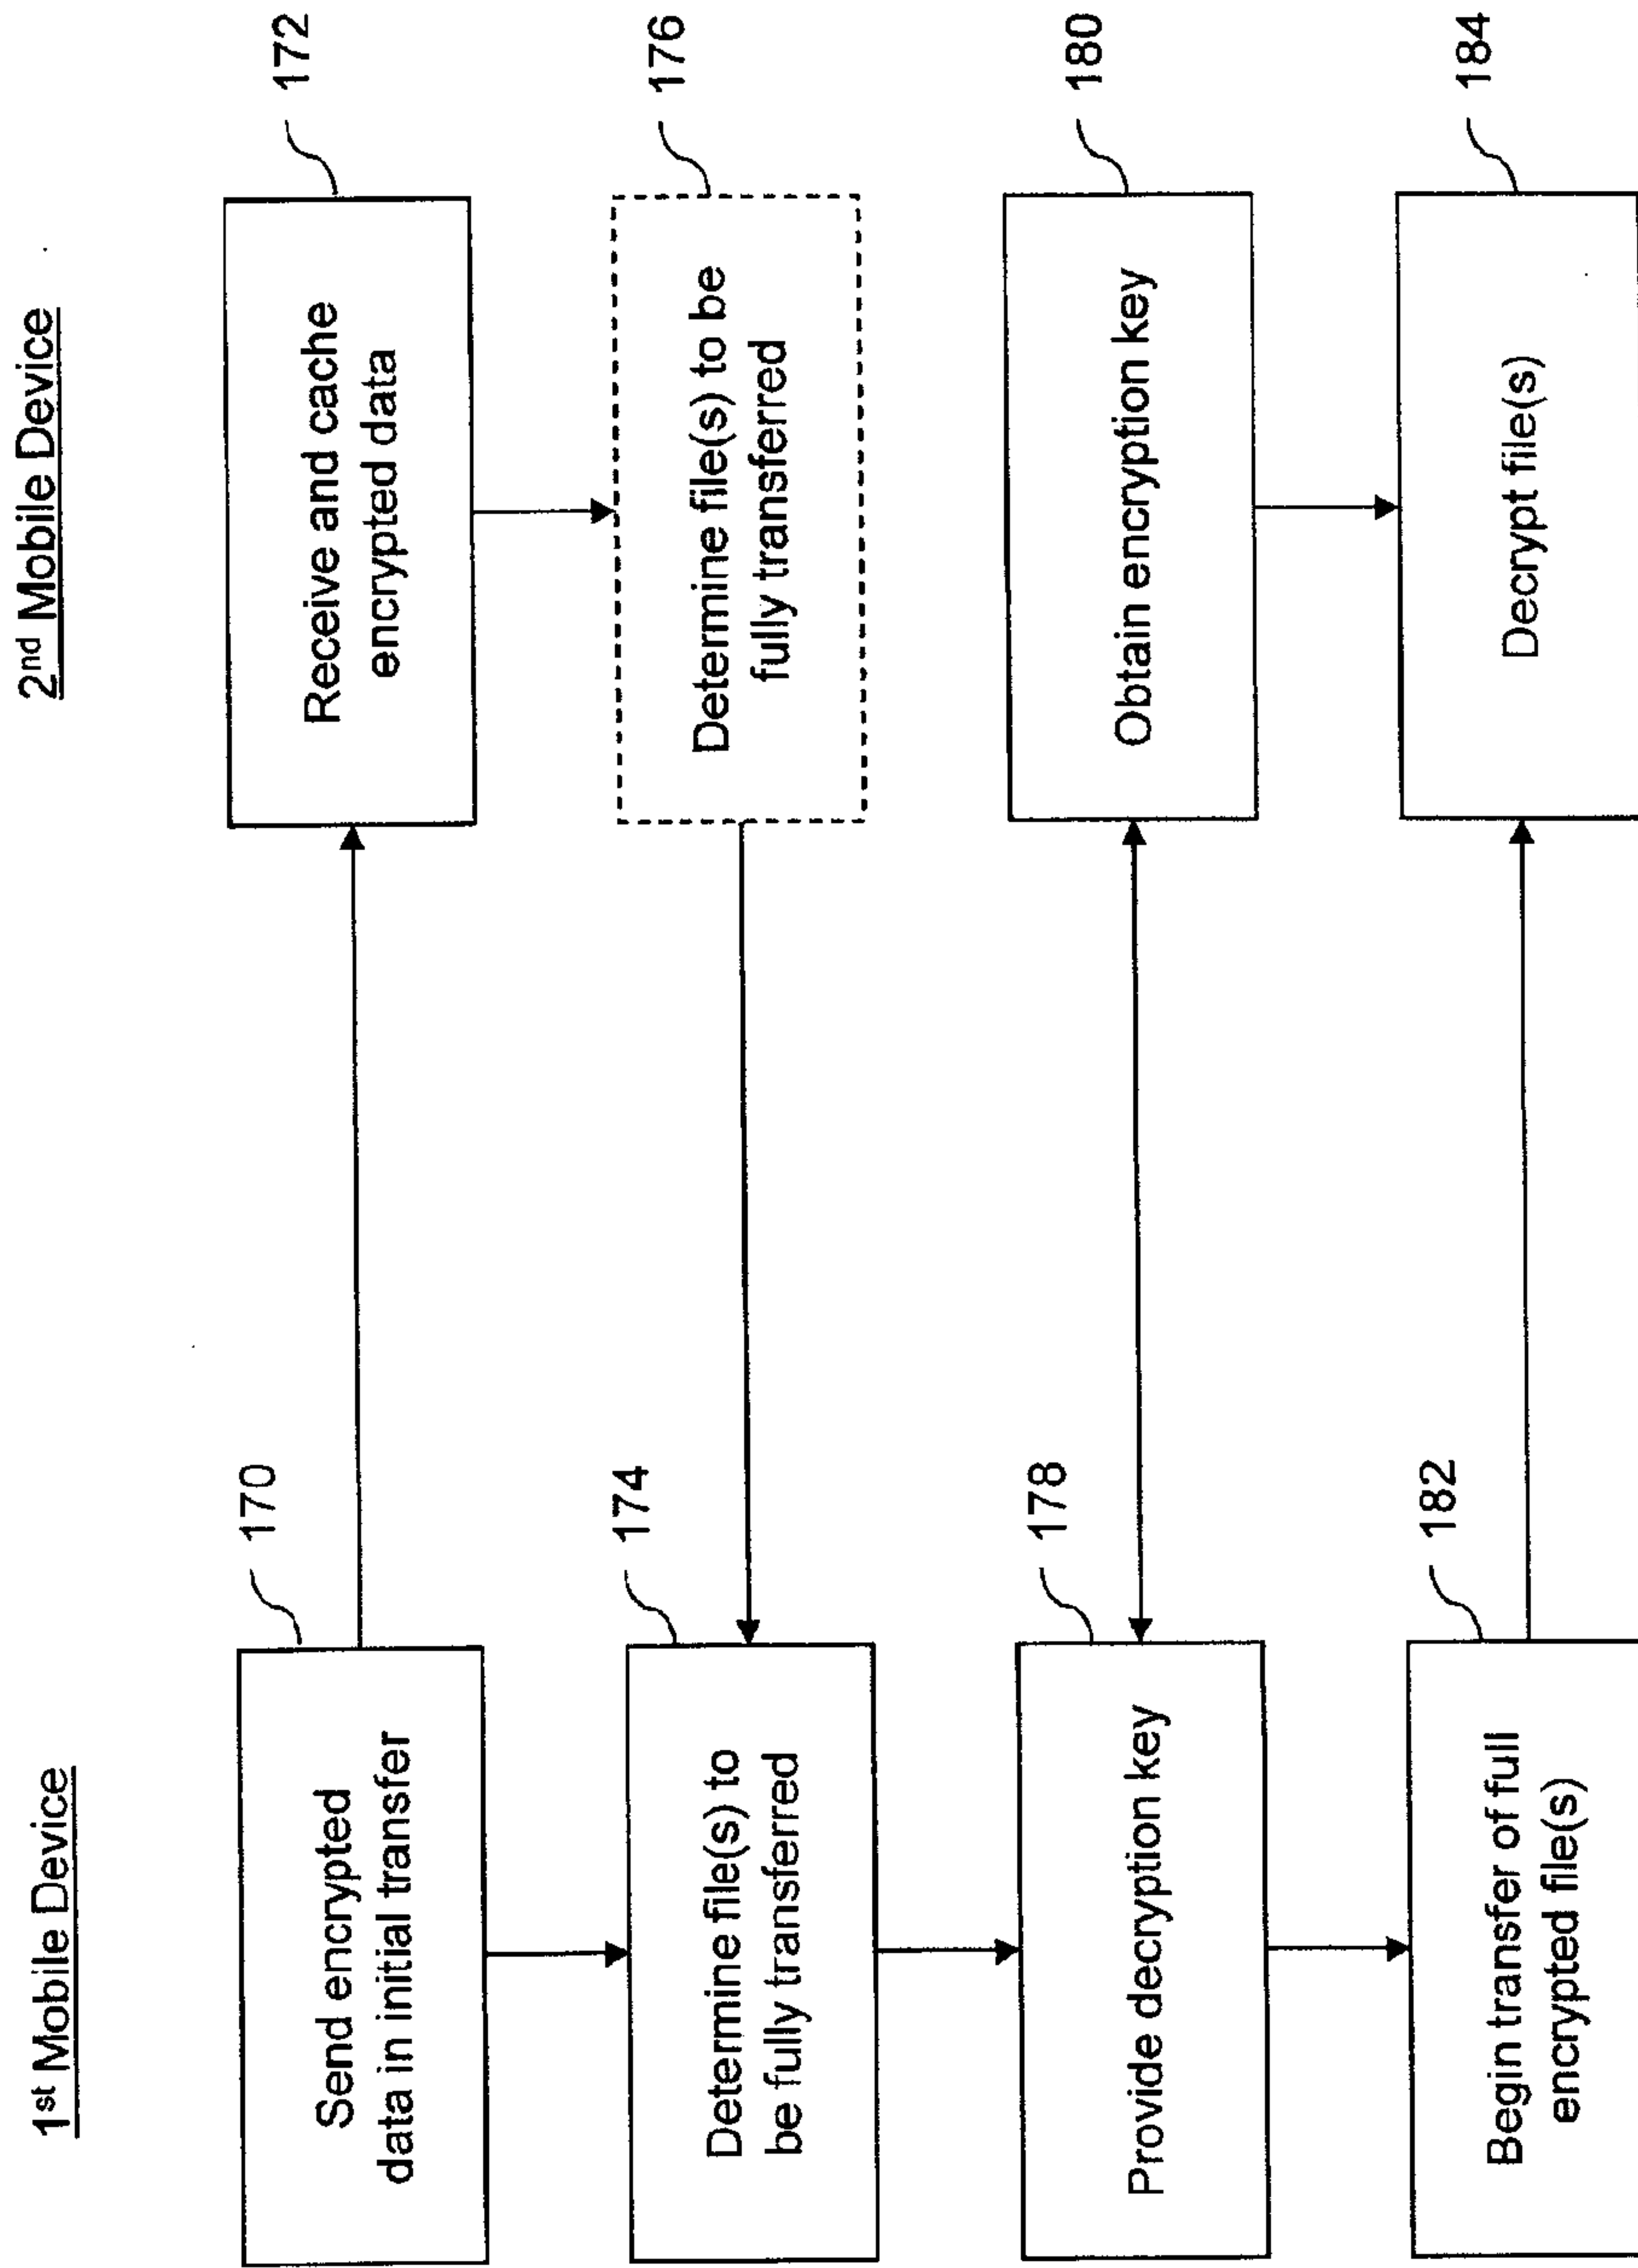 1st Mobile Device
2nd Mobile Device
170
Send encrypted
data in initial transfer
172
Receive and cache
encrypted data
174
Determine file(s) to
be fully transferred
176
Determine file(s) to be
fully transferred
178
Provide decryption key
180
Obtain encryption key
182
Begin transfer of full
encrypted file(s)
184
Decrypt file(s)